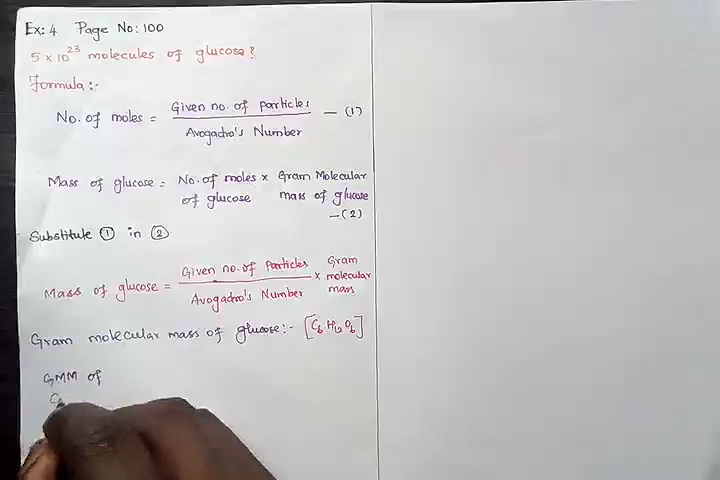 Ex: 4 Page No: 100
5 x 10²³ molecules of glucose?
Formula:-
No. of moles = Given no. of particles / Avogadro's Number — (1)
Mass of glucose = No. of moles of glucose x Gram Molecular mass of glucose — (2)
Substitute ① in ②
Mass of glucose = Given no. of particles / Avogadro's Number x Gram molecular mass
Gram molecular mass of glucose:- [C₆ H₁₂ O₆]
GMM of
C